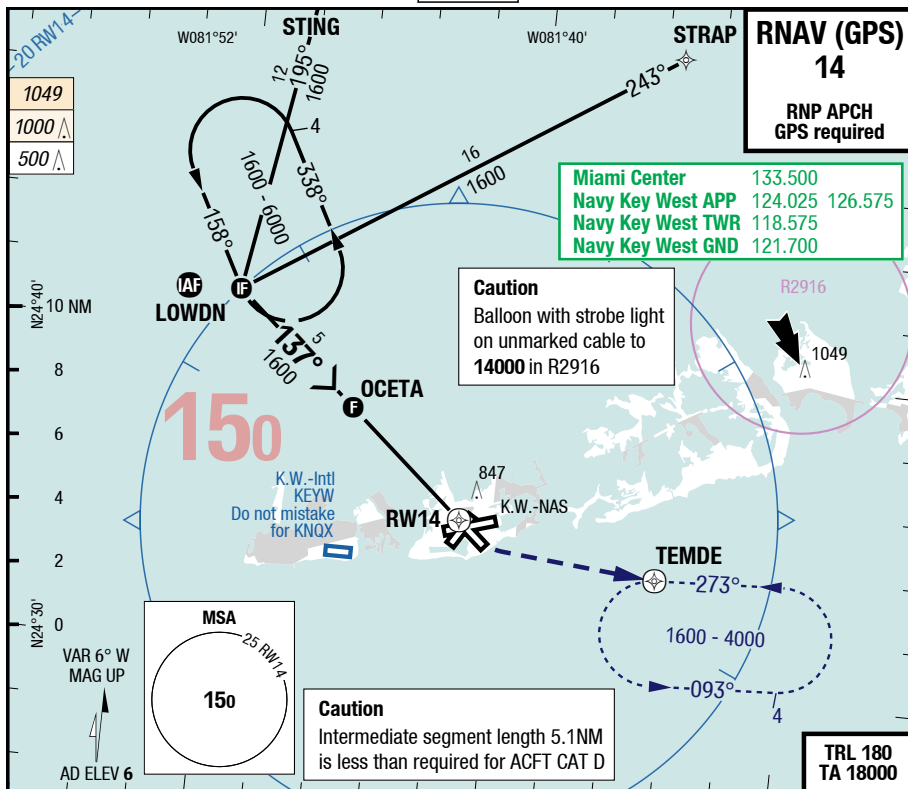 20 RW14
W081°52'
STING
W081°40'
STRAP
RNAV (GPS)
14
RNP APCH
GPS required
1049
1000
500
12
195°
1600
4
243°
16
1600
1600 - 6000
338°
158°
Miami Center 133.500
Navy Key West APP 124.025 126.575
Navy Key West TWR 118.575
Navy Key West GND 121.700
IAF
IF
LOWDN
N24°40'
10 NM
Caution
Balloon with strobe light
on unmarked cable to
14000 in R2916
R2916
1049
137°
5
1600
8
OCETA
F
150
6
K.W.-Intl
KEYW
Do not mistake
for KNQX
847
K.W.-NAS
4
RW14
2
TEMDE
273°
1600 - 4000
093°
4
N24°30'
0
MSA
25 RW14
150
VAR 6° W
MAG UP
AD ELEV 6
Caution
Intermediate segment length 5.1NM
is less than required for ACFT CAT D
TRL 180
TA 18000